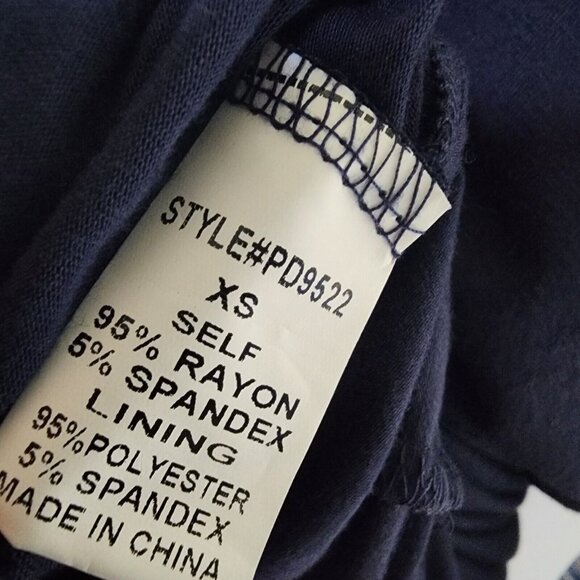 STYLE#PD9522
XS
SELF
95% RAYON
5% SPANDEX
LINING
95%POLYESTER
5% SPANDEX
MADE IN CHINA